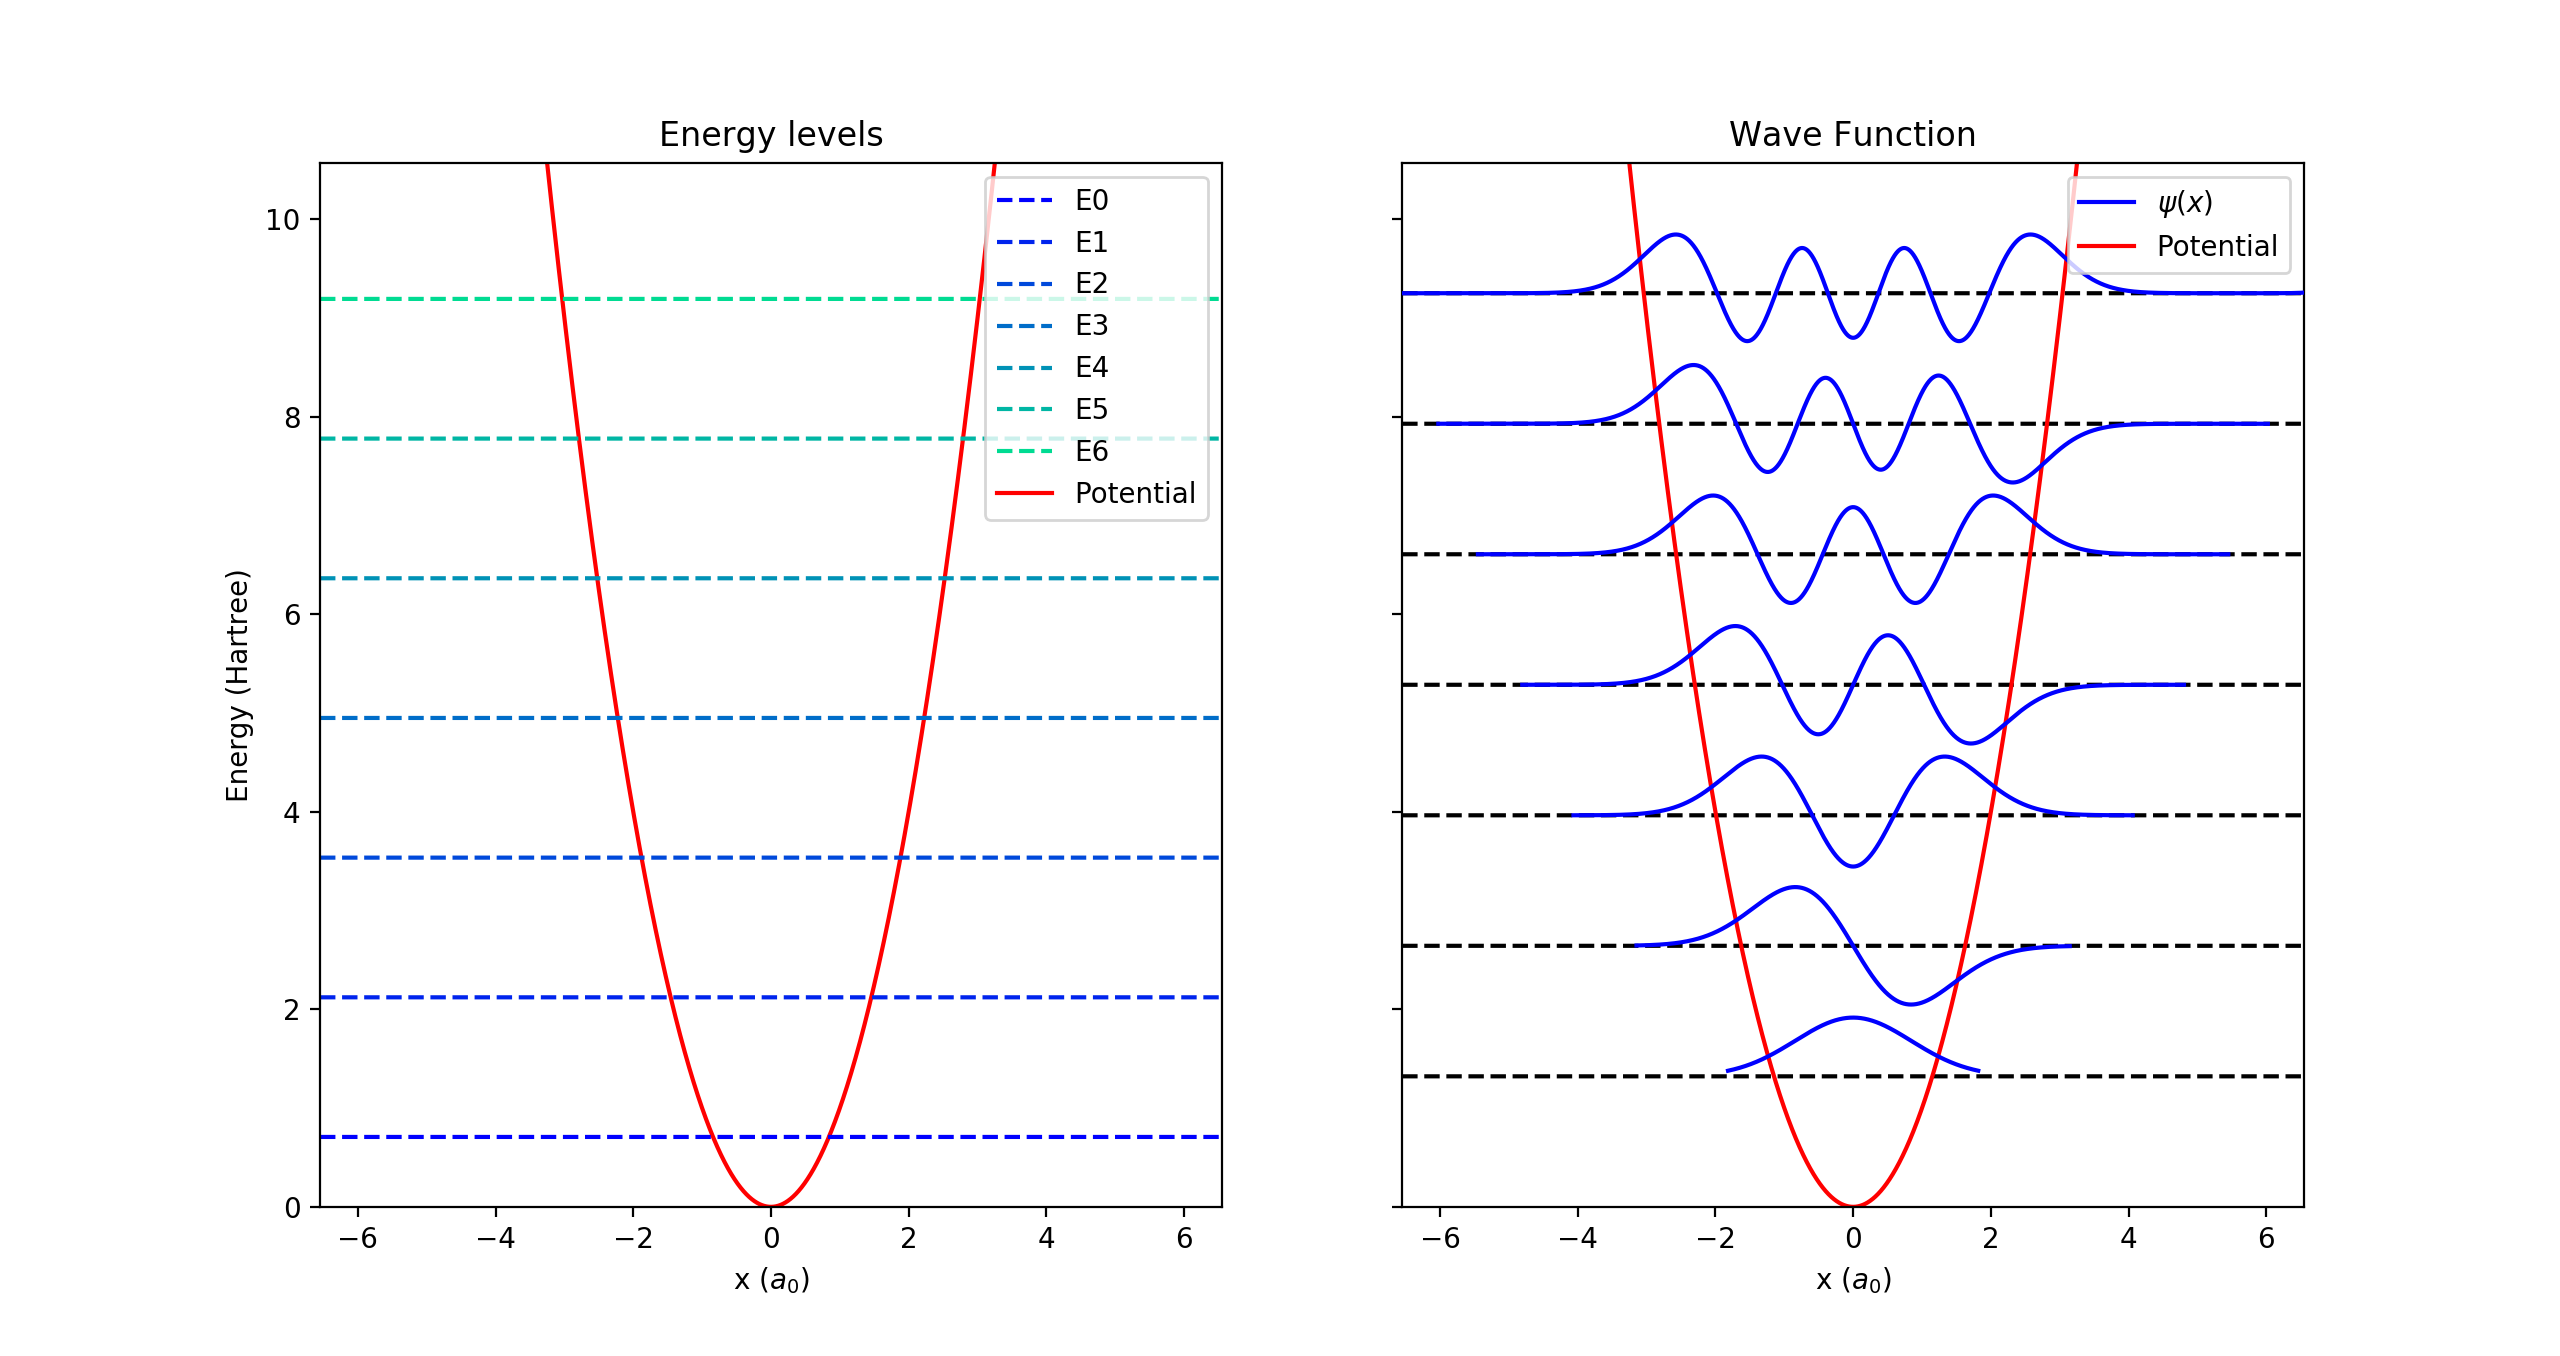 Energy levels
Energy (Hartree)
10
8
6
4
2
0
−6 −4 −2 0 2 4 6
x (a₀)
E0
E1
E2
E3
E4
E5
E6
Potential
Wave Function
ψ(x)
Potential
−6 −4 −2 0 2 4 6
x (a₀)